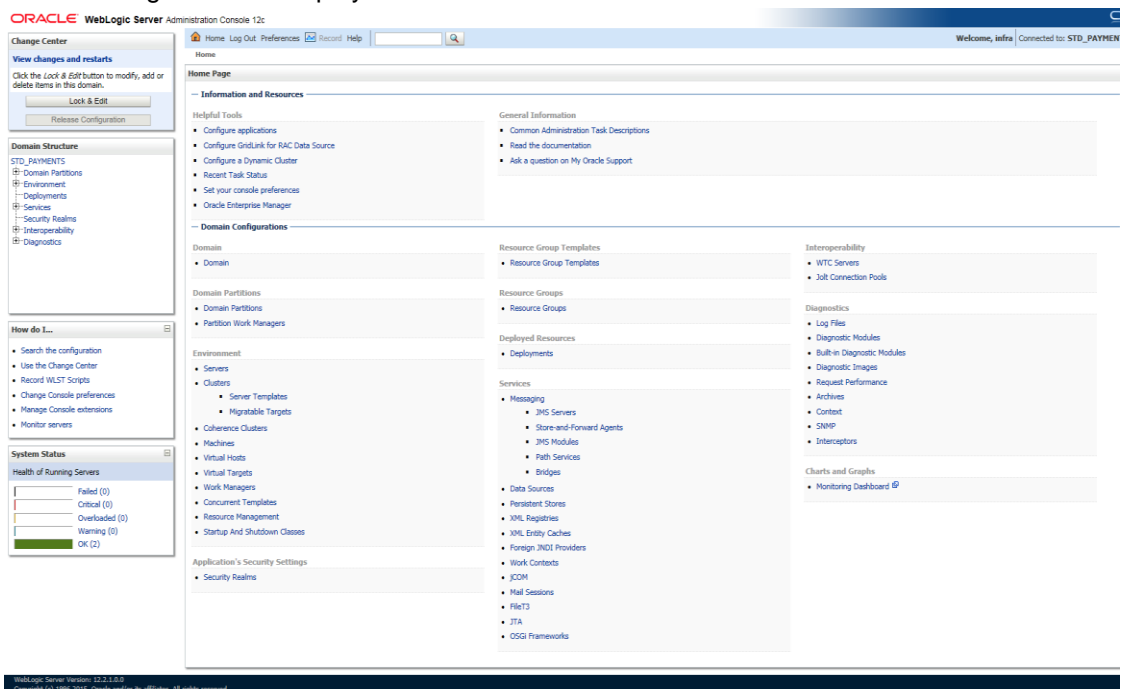 ORACLE WebLogic Server Administration Console 12c
Change Center
View changes and restarts
Click the Lock & Edit button to modify, add or
delete items in this domain.
Lock & Edit
Release Configuration
Domain Structure
STD_PAYMENTS
Domain Partitions
Environment
Deployments
Services
Security Realms
Interoperability
Diagnostics
How do I...
Search the configuration
Use the Change Center
Record WLST Scripts
Change Console preferences
Manage Console extensions
Monitor servers
System Status
Health of Running Servers
Failed (0)
Critical (0)
Overloaded (0)
Warning (0)
OK (2)
Home Log Out Preferences Record Help
Welcome, infra Connected to: STD_PAYMEN
Home
Home Page
Information and Resources
Helpful Tools
Configure applications
Configure GridLink for RAC Data Source
Configure a Dynamic Cluster
Recent Task Status
Set your console preferences
Oracle Enterprise Manager
General Information
Common Administration Task Descriptions
Read the documentation
Ask a question on My Oracle Support
Domain Configurations
Domain
Domain
Domain Partitions
Domain Partitions
Partition Work Managers
Environment
Servers
Clusters
Server Templates
Migratable Targets
Coherence Clusters
Machines
Virtual Hosts
Virtual Targets
Work Managers
Concurrent Templates
Resource Management
Startup And Shutdown Classes
Application's Security Settings
Security Realms
Resource Group Templates
Resource Group Templates
Resource Groups
Resource Groups
Deployed Resources
Deployments
Services
Messaging
JMS Servers
Store-and-Forward Agents
JMS Modules
Path Services
Bridges
Data Sources
Persistent Stores
XML Registries
XML Entity Caches
Foreign JNDI Providers
Work Contexts
jCOM
Mail Sessions
FileT3
JTA
OSGi Frameworks
Interoperability
WTC Servers
Jolt Connection Pools
Diagnostics
Log Files
Diagnostic Modules
Built-in Diagnostic Modules
Diagnostic Images
Request Performance
Archives
Context
SNMP
Interceptors
Charts and Graphs
Monitoring Dashboard
WebLogic Server Version: 12.2.1.0.0